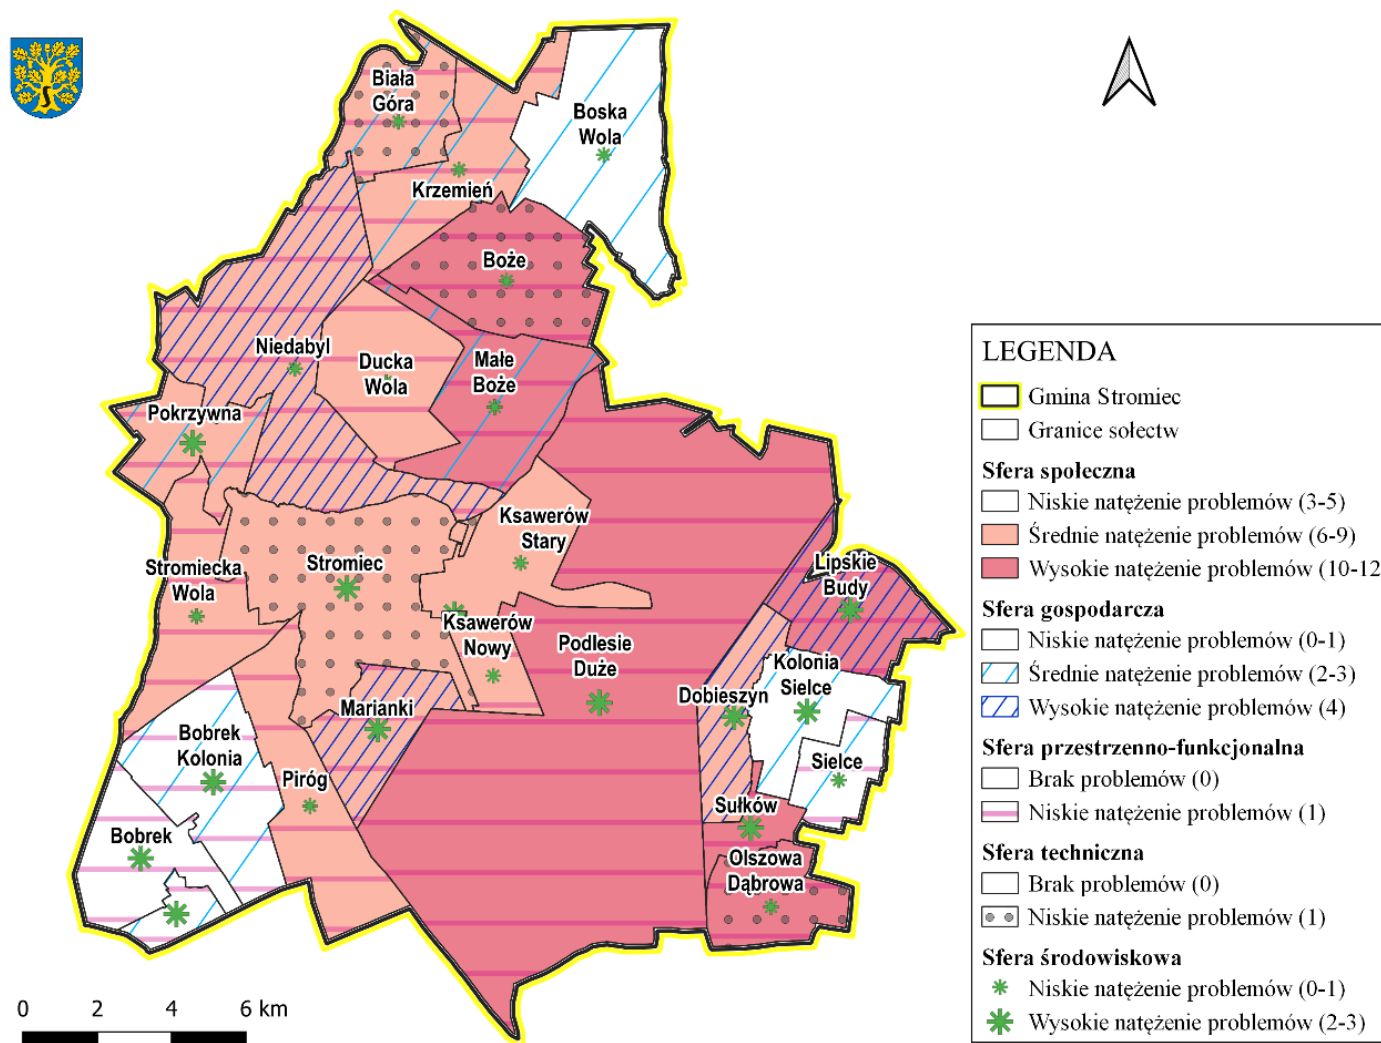 Biała
Góra
Boska
Wola
Krzemień
Boże
Niedabyl
Ducka
Wola
Małe
Boże
Pokrzywna
Ksawerów
Stary
Stromiecka
Wola
Stromiec
Lipskie
Budy
Ksawerów
Nowy
Podlesie
Duże
Kolonia
Sielce
Dobieszyn
Marianki
Bobrek
Kolonia
Piróg
Sielce
Sułków
Bobrek
Olszowa
Dąbrowa
0 2 4 6 km
LEGENDA
Gmina Stromiec
Granice sołectw
Sfera społeczna
Niskie natężenie problemów (3-5)
Średnie natężenie problemów (6-9)
Wysokie natężenie problemów (10-12
Sfera gospodarcza
Niskie natężenie problemów (0-1)
Średnie natężenie problemów (2-3)
Wysokie natężenie problemów (4)
Sfera przestrzenno-funkcjonalna
Brak problemów (0)
Niskie natężenie problemów (1)
Sfera techniczna
Brak problemów (0)
Niskie natężenie problemów (1)
Sfera środowiskowa
Niskie natężenie problemów (0-1)
Wysokie natężenie problemów (2-3)